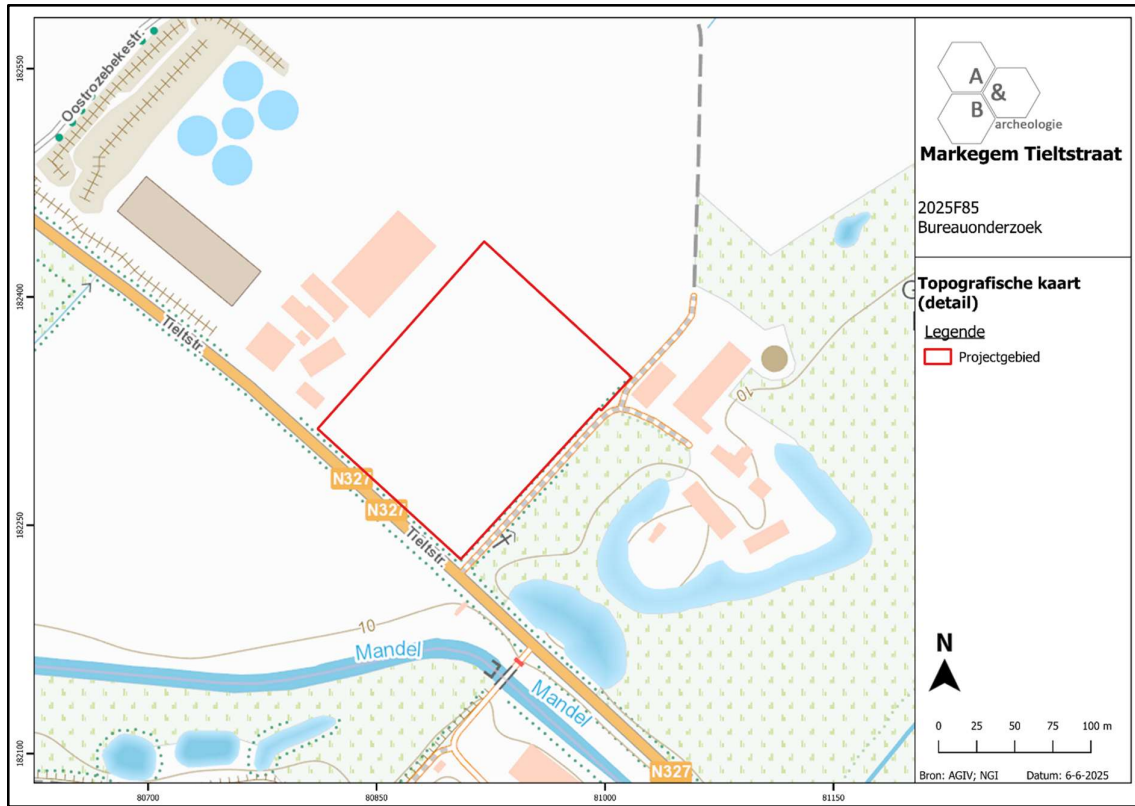 Oostrozebekestr.
Tieltstr
N327
N327
Tieltstr
10
10
G
Mandel
Mandel
N327
182550
182400
182250
182100
80700
80850
81000
81150
A
&
B
archeologie
Markegem Tieltstraat
2025F85
Bureauonderzoek
Topografische kaart
(detail)
Legende
Projectgebied
N
0 25 50 75 100 m
Bron: AGIV; NGI Datum: 6-6-2025